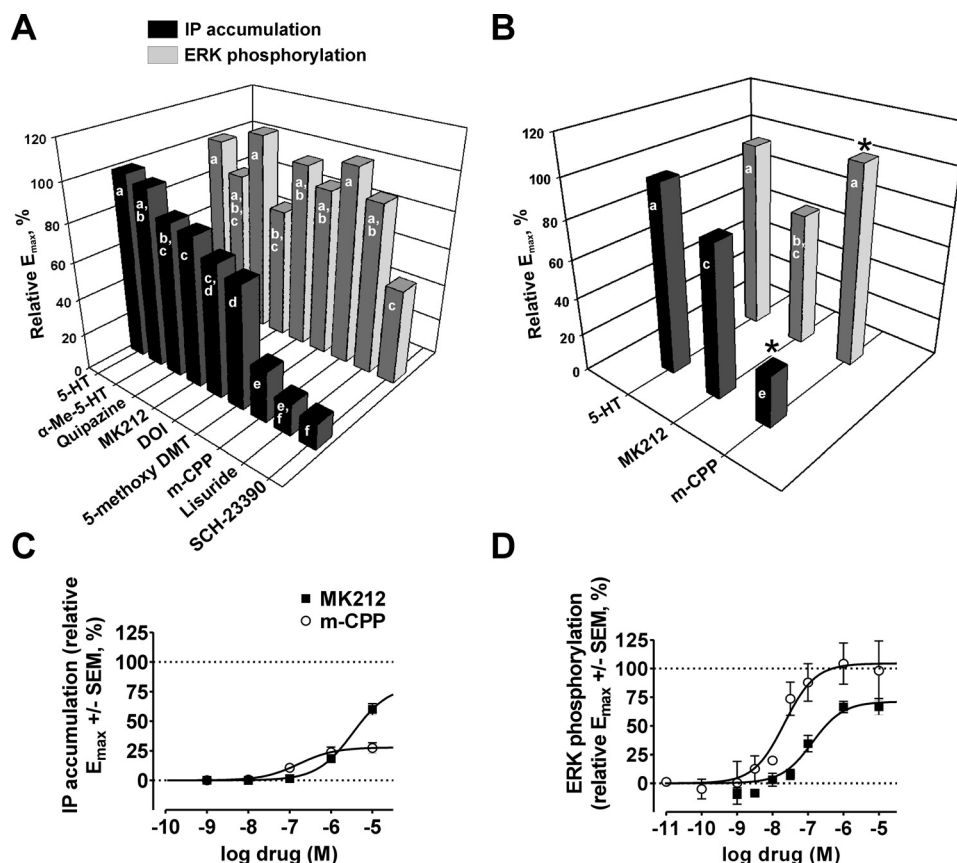 A
IP accumulation
ERK phosphorylation
B
Relative Emax, %
120
100
80
60
40
20
0
a
a,b
b,c
c
c,d
d
e
e,f
f
a
a,b,c
a
b,c
a,b
a,b
a
a,b
c
5-HT
α-Me-5-HT
Quipazine
MK212
DOI
5-methoxy DMT
m-CPP
Lisuride
SCH-23390
Relative Emax, %
120
100
80
60
40
20
0
a
c
*
e
a
b,c
*
a
5-HT
MK212
m-CPP
C
IP accumulation (relative
Emax +/- SEM, %)
MK212
m-CPP
125
100
75
50
25
0
-10 -9 -8 -7 -6 -5
log drug (M)
D
ERK phosphorylation
(relative Emax +/- SEM, %)
125
100
75
50
25
0
-11 -10 -9 -8 -7 -6 -5
log drug (M)